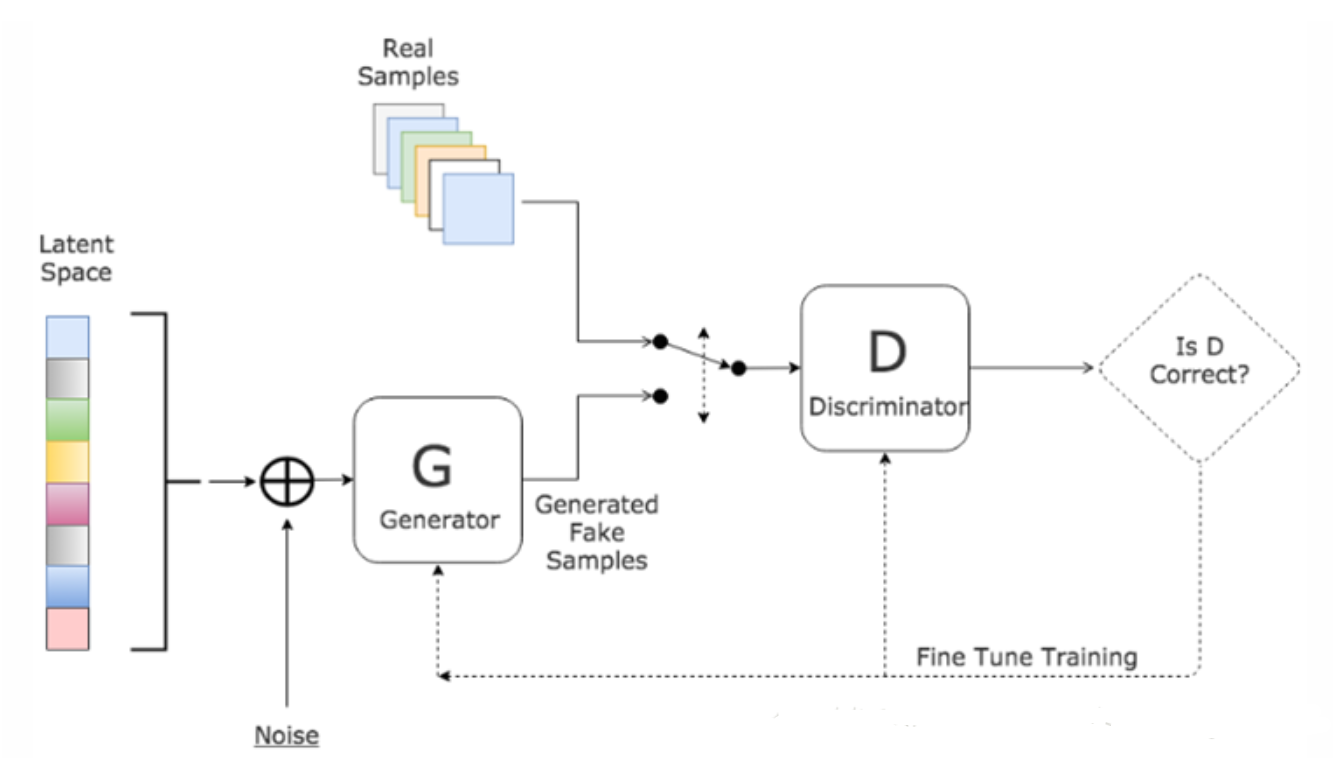 Real
Samples
Latent
Space
D
Discriminator
Is D
Correct?
G
Generator
Generated
Fake
Samples
Fine Tune Training
Noise